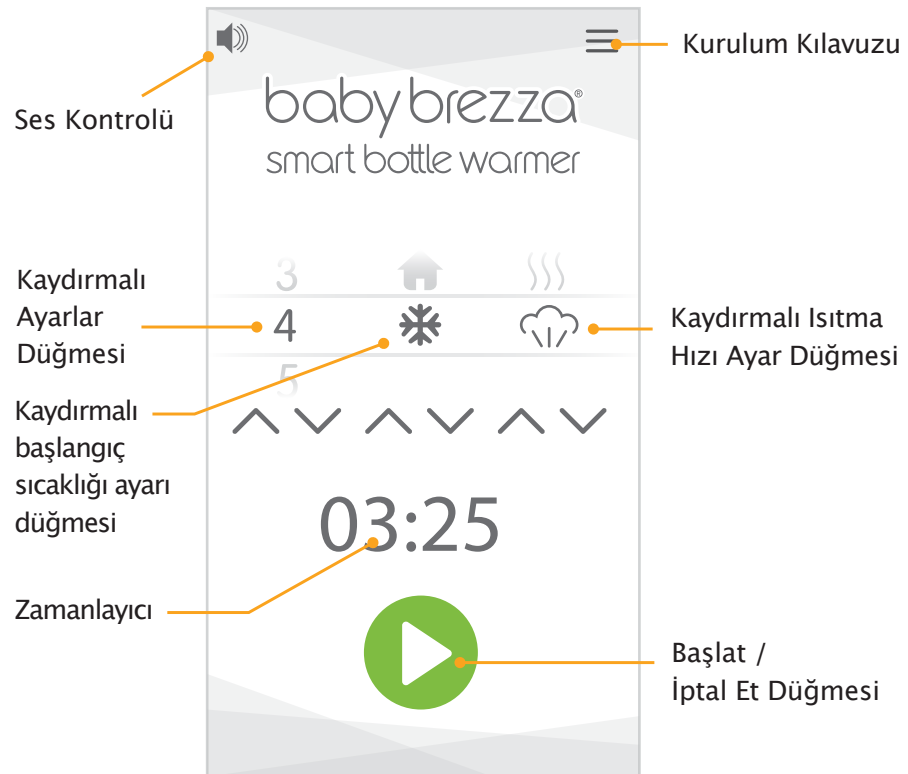 Kurulum Kılavuzu
Ses Kontrolü
baby brezza®
smart bottle warmer
3
4
5
Kaydırmalı
Ayarlar
Düğmesi
Kaydırmalı Isıtma
Hızı Ayar Düğmesi
Kaydırmalı
başlangıç
sıcaklığı ayarı
düğmesi
03:25
Zamanlayıcı
Başlat /
İptal Et Düğmesi